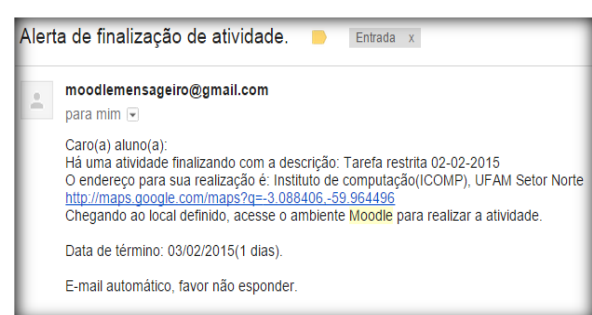 Alerta de finalização de atividade.
Entrada x
moodlemensageiro@gmail.com
para mim
Caro(a) aluno(a):
Há uma atividade finalizando com a descrição: Tarefa restrita 02-02-2015
O endereço para sua realização é: Instituto de computação(ICOMP), UFAM Setor Norte
http://maps.google.com/maps?q=-3.088406,-59.964496
Chegando ao local definido, acesse o ambiente Moodle para realizar a atividade.
Data de término: 03/02/2015(1 dias).
E-mail automático, favor não esponder.